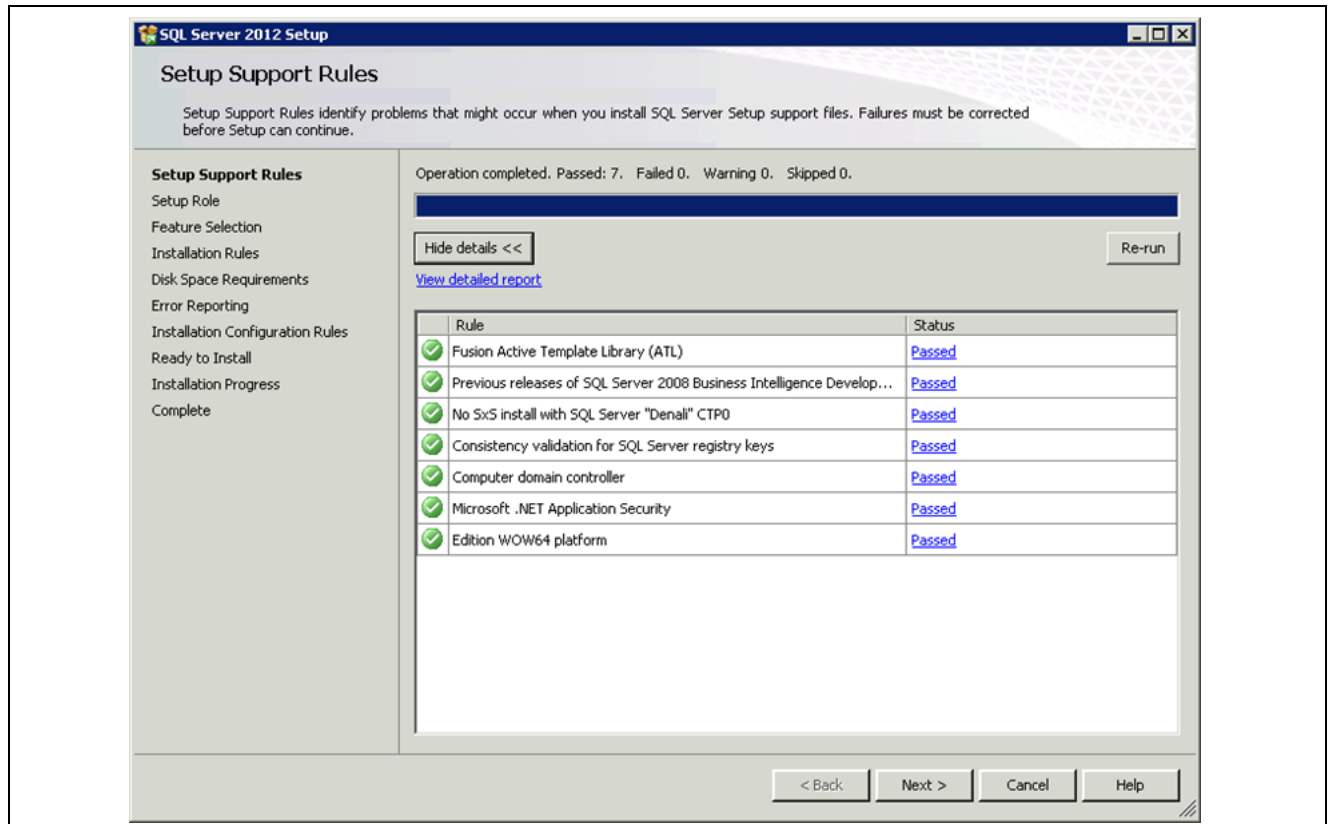 SQL Server 2012 Setup
Setup Support Rules
Setup Support Rules identify problems that might occur when you install SQL Server Setup support files. Failures must be corrected
before Setup can continue.
Setup Support Rules
Setup Role
Feature Selection
Installation Rules
Disk Space Requirements
Error Reporting
Installation Configuration Rules
Ready to Install
Installation Progress
Complete
Operation completed. Passed: 7. Failed 0. Warning 0. Skipped 0.
Hide details <<
Re-run
View detailed report
Rule Status
Fusion Active Template Library (ATL) Passed
Previous releases of SQL Server 2008 Business Intelligence Develop... Passed
No SxS install with SQL Server "Denali" CTP0 Passed
Consistency validation for SQL Server registry keys Passed
Computer domain controller Passed
Microsoft .NET Application Security Passed
Edition WOW64 platform Passed
< Back Next > Cancel Help